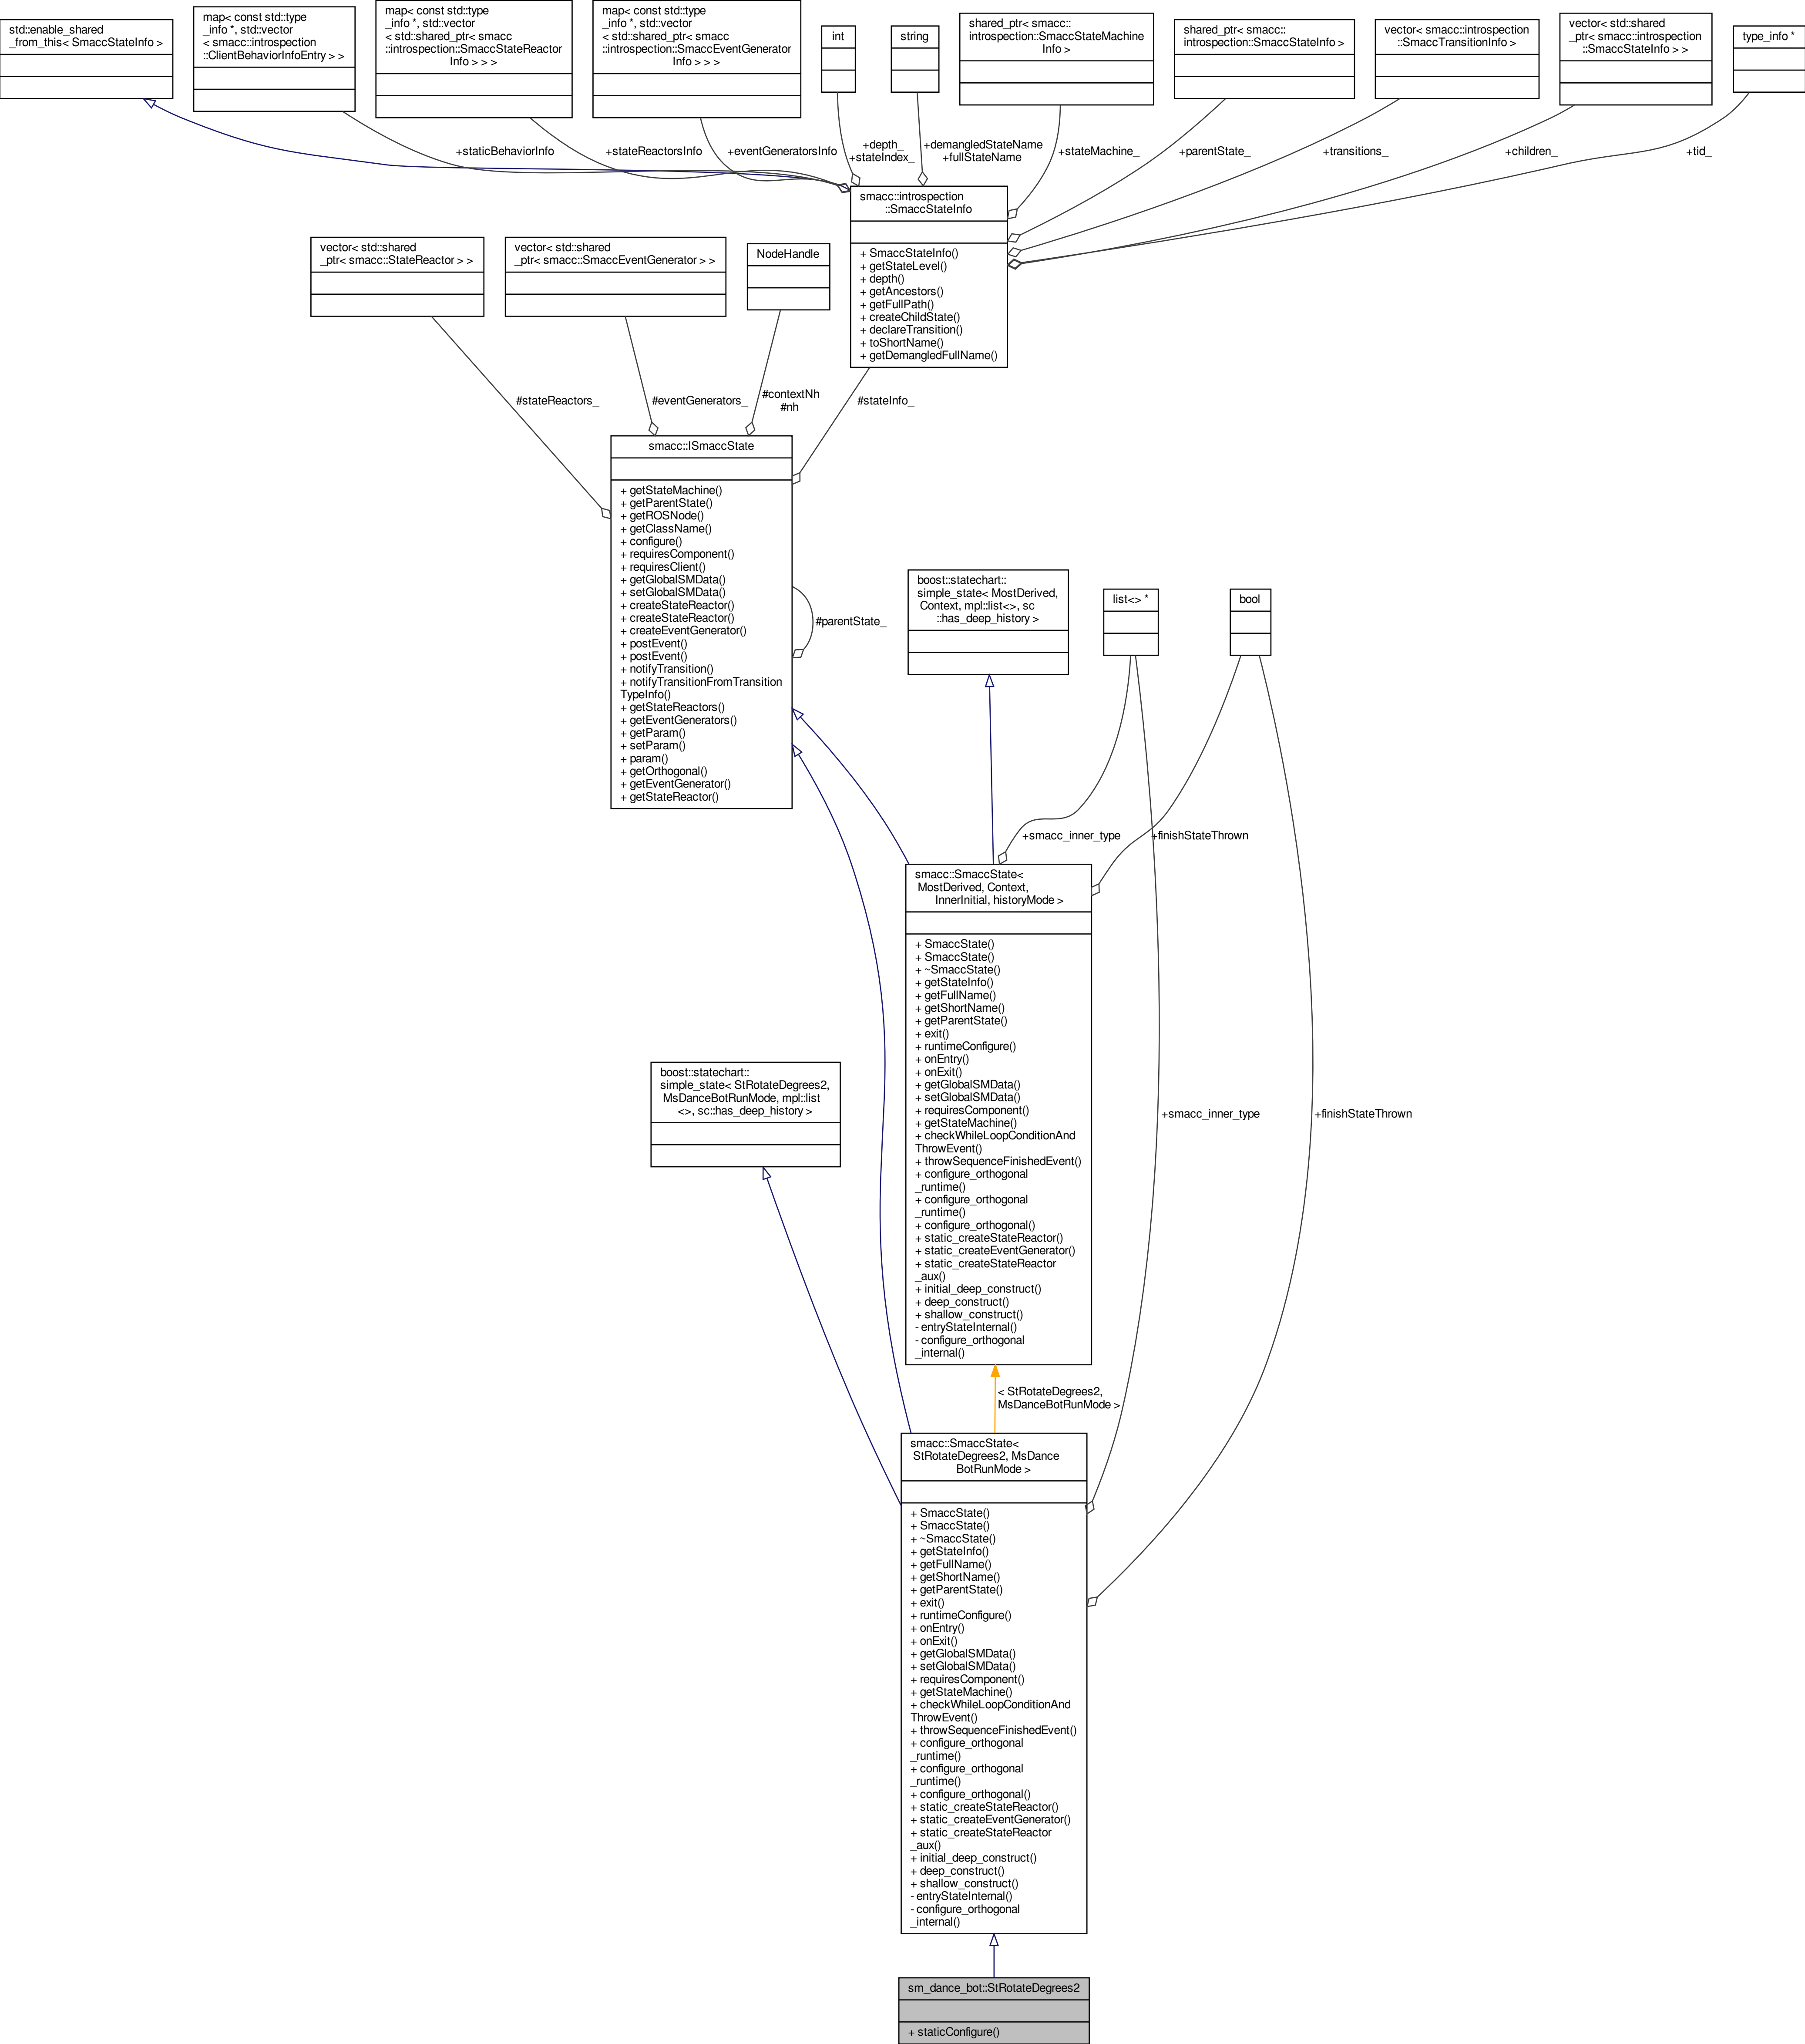 std::enable_shared
_from_this< SmaccStateInfo >
map< const std::type
_info *, std::vector
< smacc::introspection
::ClientBehaviorInfoEntry > >
map< const std::type
_info *, std::vector
< std::shared_ptr< smacc
::introspection::SmaccStateReactor
Info > > >
map< const std::type
_info *, std::vector
< std::shared_ptr< smacc
::introspection::SmaccEventGenerator
Info > > >
int
string
shared_ptr< smacc::
introspection::SmaccStateMachine
Info >
shared_ptr< smacc::
introspection::SmaccStateInfo >
vector< smacc::introspection
::SmaccTransitionInfo >
vector< std::shared
_ptr< smacc::introspection
::SmaccStateInfo > >
type_info *
+staticBehaviorInfo
+stateReactorsInfo
+eventGeneratorsInfo
+depth_
+stateIndex_
+demangledStateName
+fullStateName
+stateMachine_
+parentState_
+transitions_
+children_
+tid_
smacc::introspection
::SmaccStateInfo
+ SmaccStateInfo()
+ getStateLevel()
+ depth()
+ getAncestors()
+ getFullPath()
+ createChildState()
+ declareTransition()
+ toShortName()
+ getDemangledFullName()
vector< std::shared
_ptr< smacc::StateReactor > >
vector< std::shared
_ptr< smacc::SmaccEventGenerator > >
NodeHandle
#stateReactors_
#eventGenerators_
#contextNh
#nh
#stateInfo_
smacc::ISmaccState
+ getStateMachine()
+ getParentState()
+ getROSNode()
+ getClassName()
+ configure()
+ requiresComponent()
+ requiresClient()
+ getGlobalSMData()
+ setGlobalSMData()
+ createStateReactor()
+ createStateReactor()
+ createEventGenerator()
+ postEvent()
+ postEvent()
+ notifyTransition()
+ notifyTransitionFromTransition
TypeInfo()
+ getStateReactors()
+ getEventGenerators()
+ getParam()
+ setParam()
+ param()
+ getOrthogonal()
+ getEventGenerator()
+ getStateReactor()
#parentState_
boost::statechart::
simple_state< MostDerived,
Context, mpl::list<>, sc
::has_deep_history >
list<> *
bool
+smacc_inner_type
+finishStateThrown
smacc::SmaccState<
MostDerived, Context,
InnerInitial, historyMode >
+ SmaccState()
+ SmaccState()
+ ~SmaccState()
+ getStateInfo()
+ getFullName()
+ getShortName()
+ getParentState()
+ exit()
+ runtimeConfigure()
+ onEntry()
+ onExit()
+ getGlobalSMData()
+ setGlobalSMData()
+ requiresComponent()
+ getStateMachine()
+ checkWhileLoopConditionAnd
ThrowEvent()
+ throwSequenceFinishedEvent()
+ configure_orthogonal
_runtime()
+ configure_orthogonal
_runtime()
+ configure_orthogonal()
+ static_createStateReactor()
+ static_createEventGenerator()
+ static_createStateReactor
_aux()
+ initial_deep_construct()
+ deep_construct()
+ shallow_construct()
- entryStateInternal()
- configure_orthogonal
_internal()
boost::statechart::
simple_state< StRotateDegrees2,
MsDanceBotRunMode, mpl::list
<>, sc::has_deep_history >
+smacc_inner_type
+finishStateThrown
< StRotateDegrees2,
MsDanceBotRunMode >
smacc::SmaccState<
StRotateDegrees2, MsDance
BotRunMode >
+ SmaccState()
+ SmaccState()
+ ~SmaccState()
+ getStateInfo()
+ getFullName()
+ getShortName()
+ getParentState()
+ exit()
+ runtimeConfigure()
+ onEntry()
+ onExit()
+ getGlobalSMData()
+ setGlobalSMData()
+ requiresComponent()
+ getStateMachine()
+ checkWhileLoopConditionAnd
ThrowEvent()
+ throwSequenceFinishedEvent()
+ configure_orthogonal
_runtime()
+ configure_orthogonal
_runtime()
+ configure_orthogonal()
+ static_createStateReactor()
+ static_createEventGenerator()
+ static_createStateReactor
_aux()
+ initial_deep_construct()
+ deep_construct()
+ shallow_construct()
- entryStateInternal()
- configure_orthogonal
_internal()
sm_dance_bot::StRotateDegrees2
+ staticConfigure()